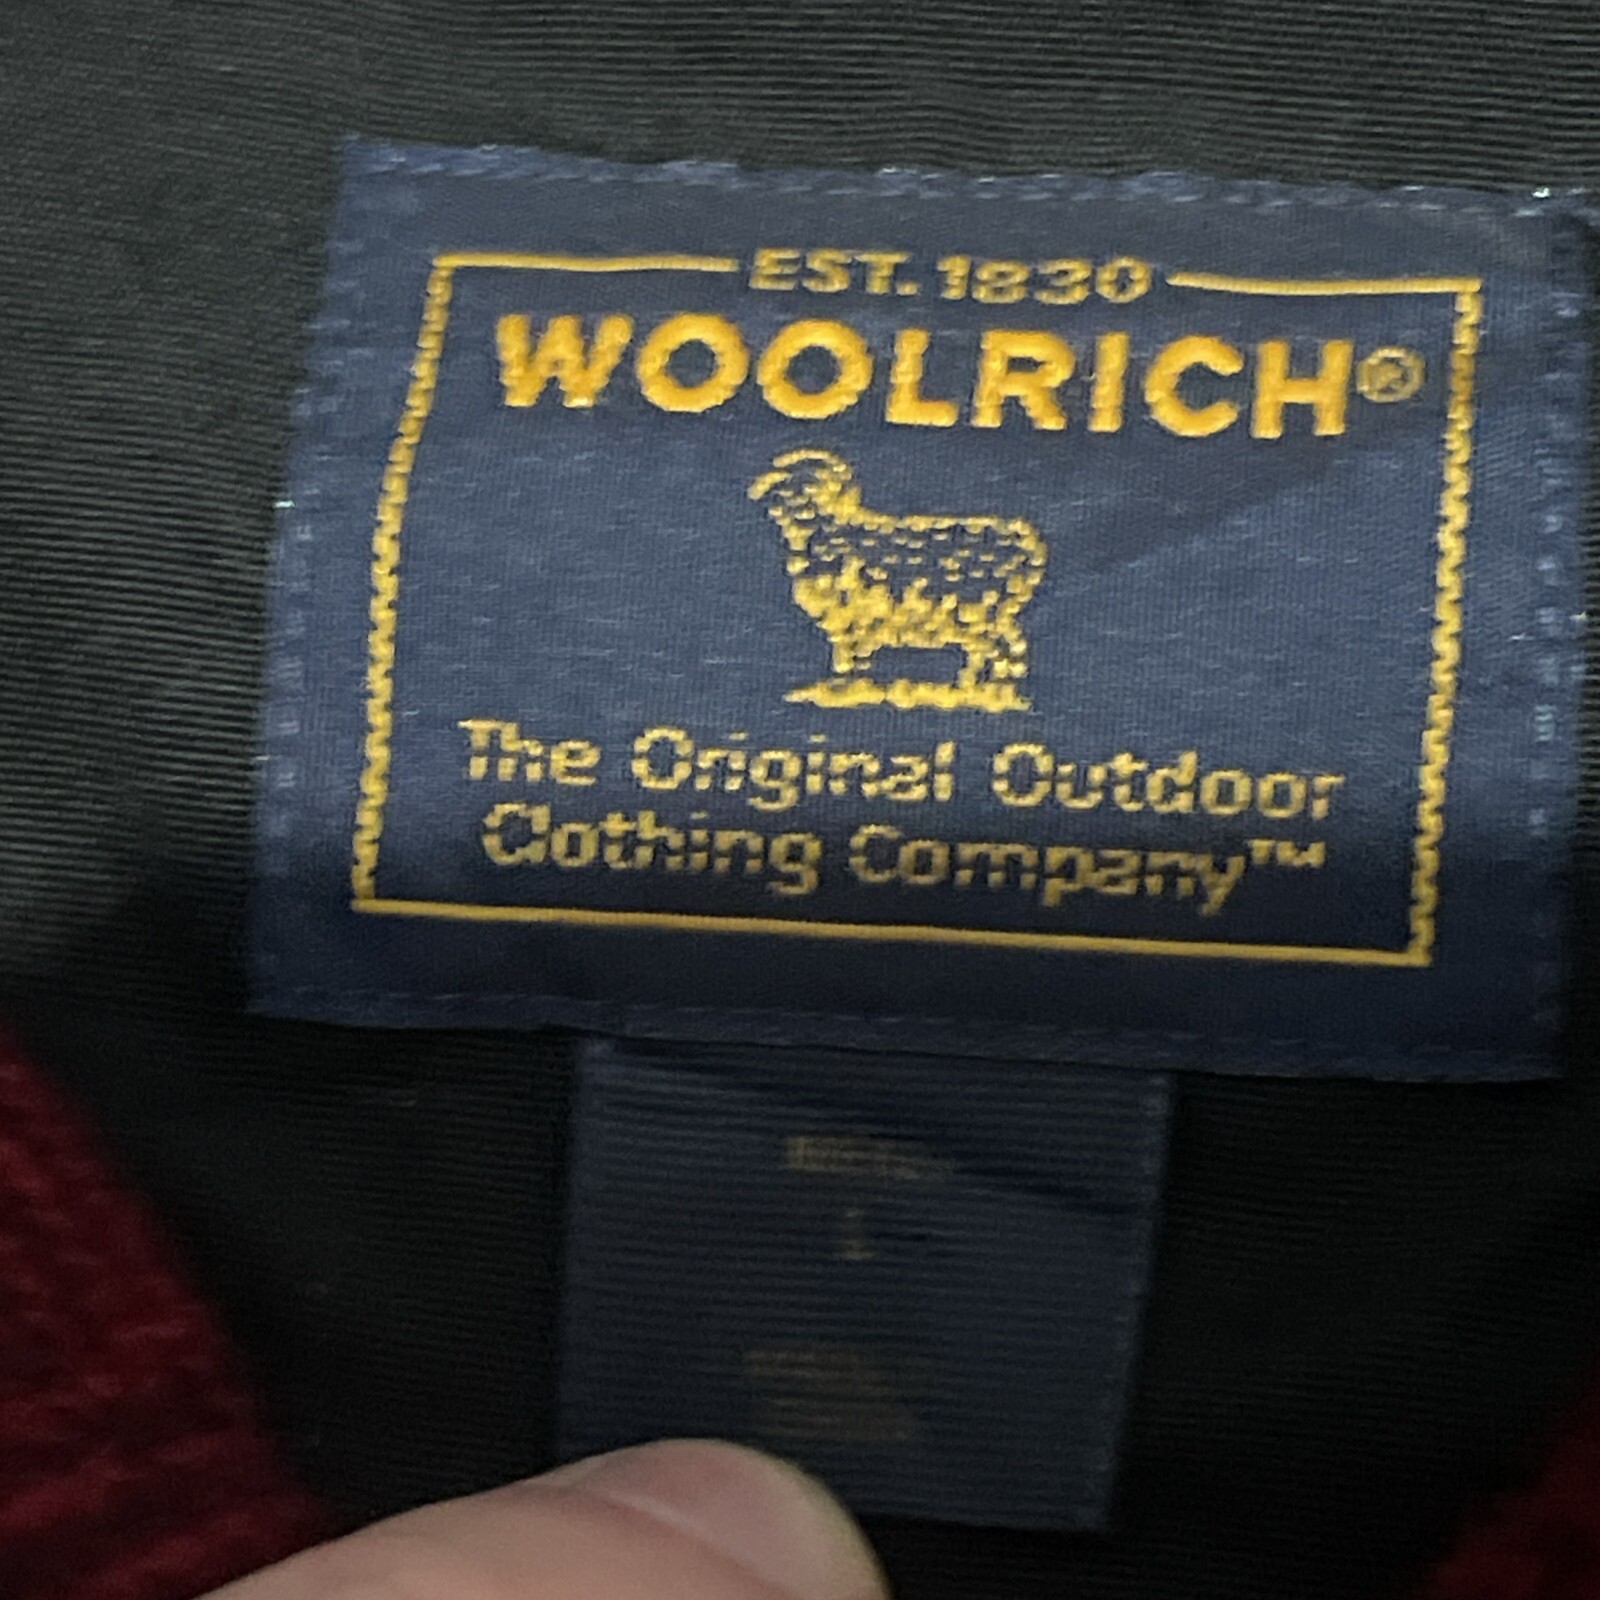 EST. 1830
WOOLRICH®
The Original Outdoor
Clothing Company™